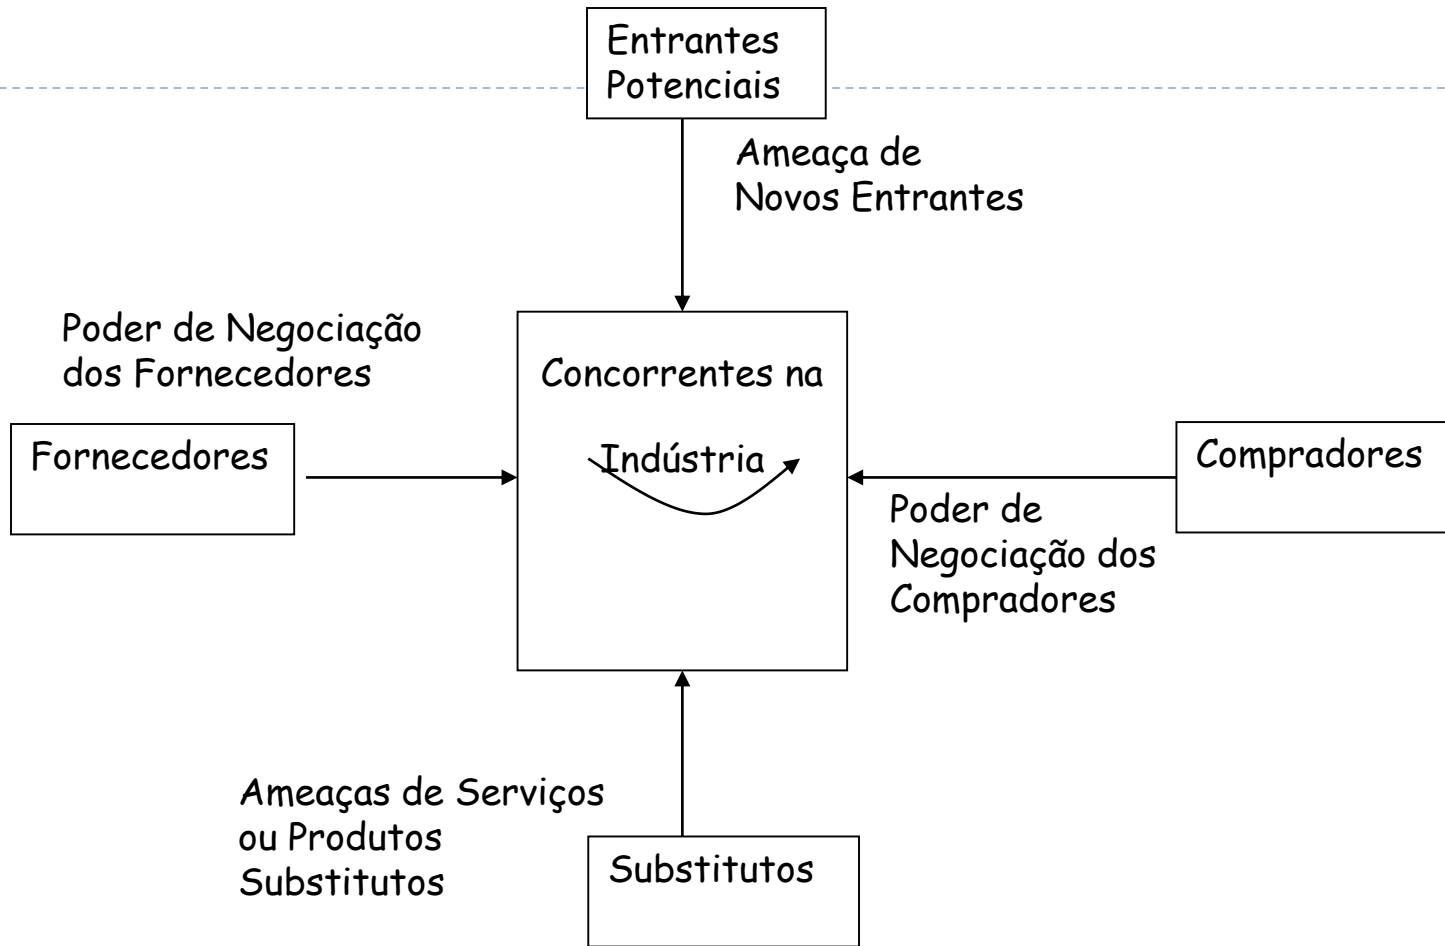 Entrantes
Potenciais
Ameaça de
Novos Entrantes
Poder de Negociação
dos Fornecedores
Concorrentes na
Indústria
Fornecedores
Compradores
Poder de
Negociação dos
Compradores
Ameaças de Serviços
ou Produtos
Substitutos
Substitutos